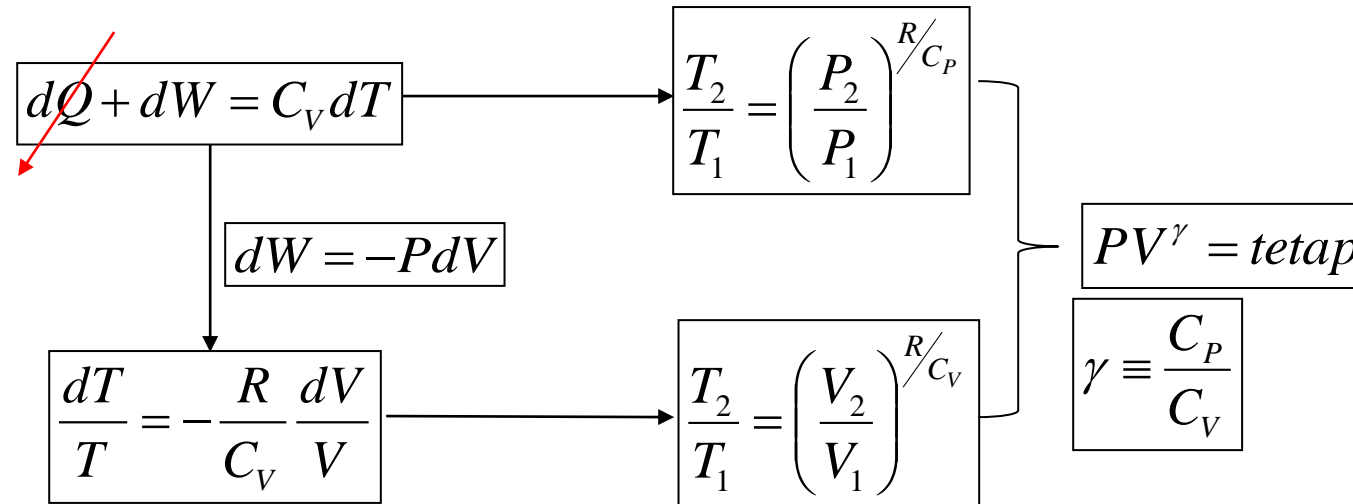 dQ + dW = C_V dT
T_2/T_1 = (P_2/P_1)^{R/C_P}
dW = −PdV
PV^γ = tetap
dT/T = − R/C_V dV/V
T_2/T_1 = (V_2/V_1)^{R/C_V}
γ ≡ C_P/C_V